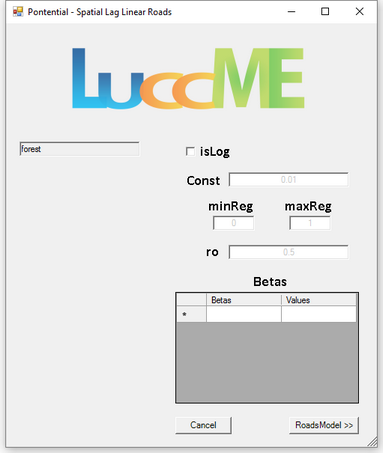 Pontential - Spatial Lag Linear Roads
LuccME
forest
isLog
Const 0.01
minReg maxReg
0 1
ro 0.5
Betas
Betas Values
*
Cancel RoadsModel >>